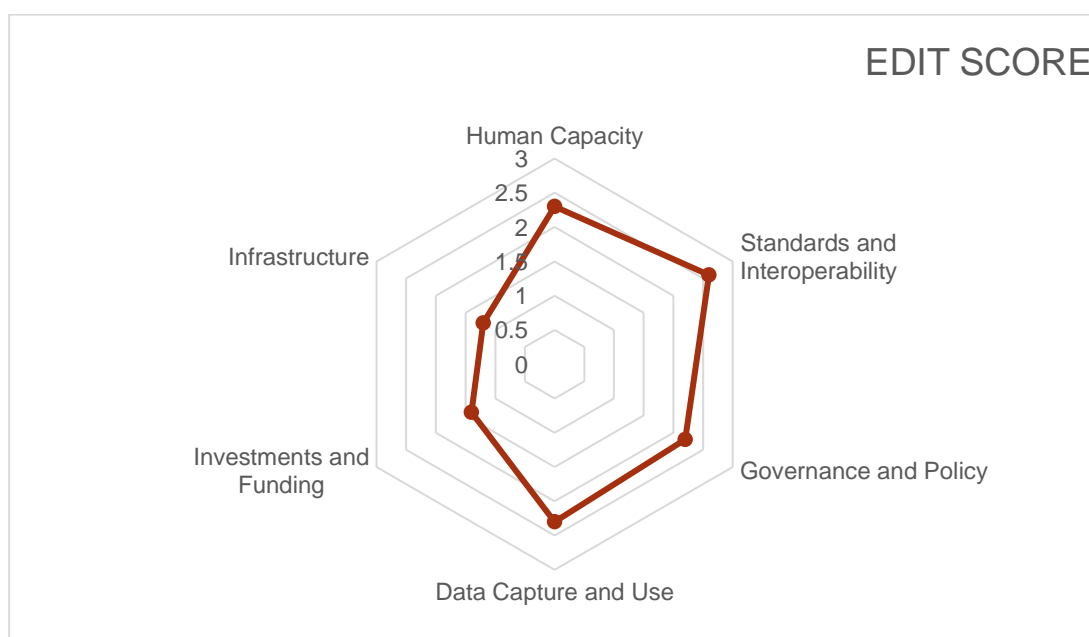 EDIT SCORE
Human Capacity
3
2.5
2
1.5
1
0.5
0
Standards and
Interoperability
Governance and Policy
Data Capture and Use
Investments and
Funding
Infrastructure